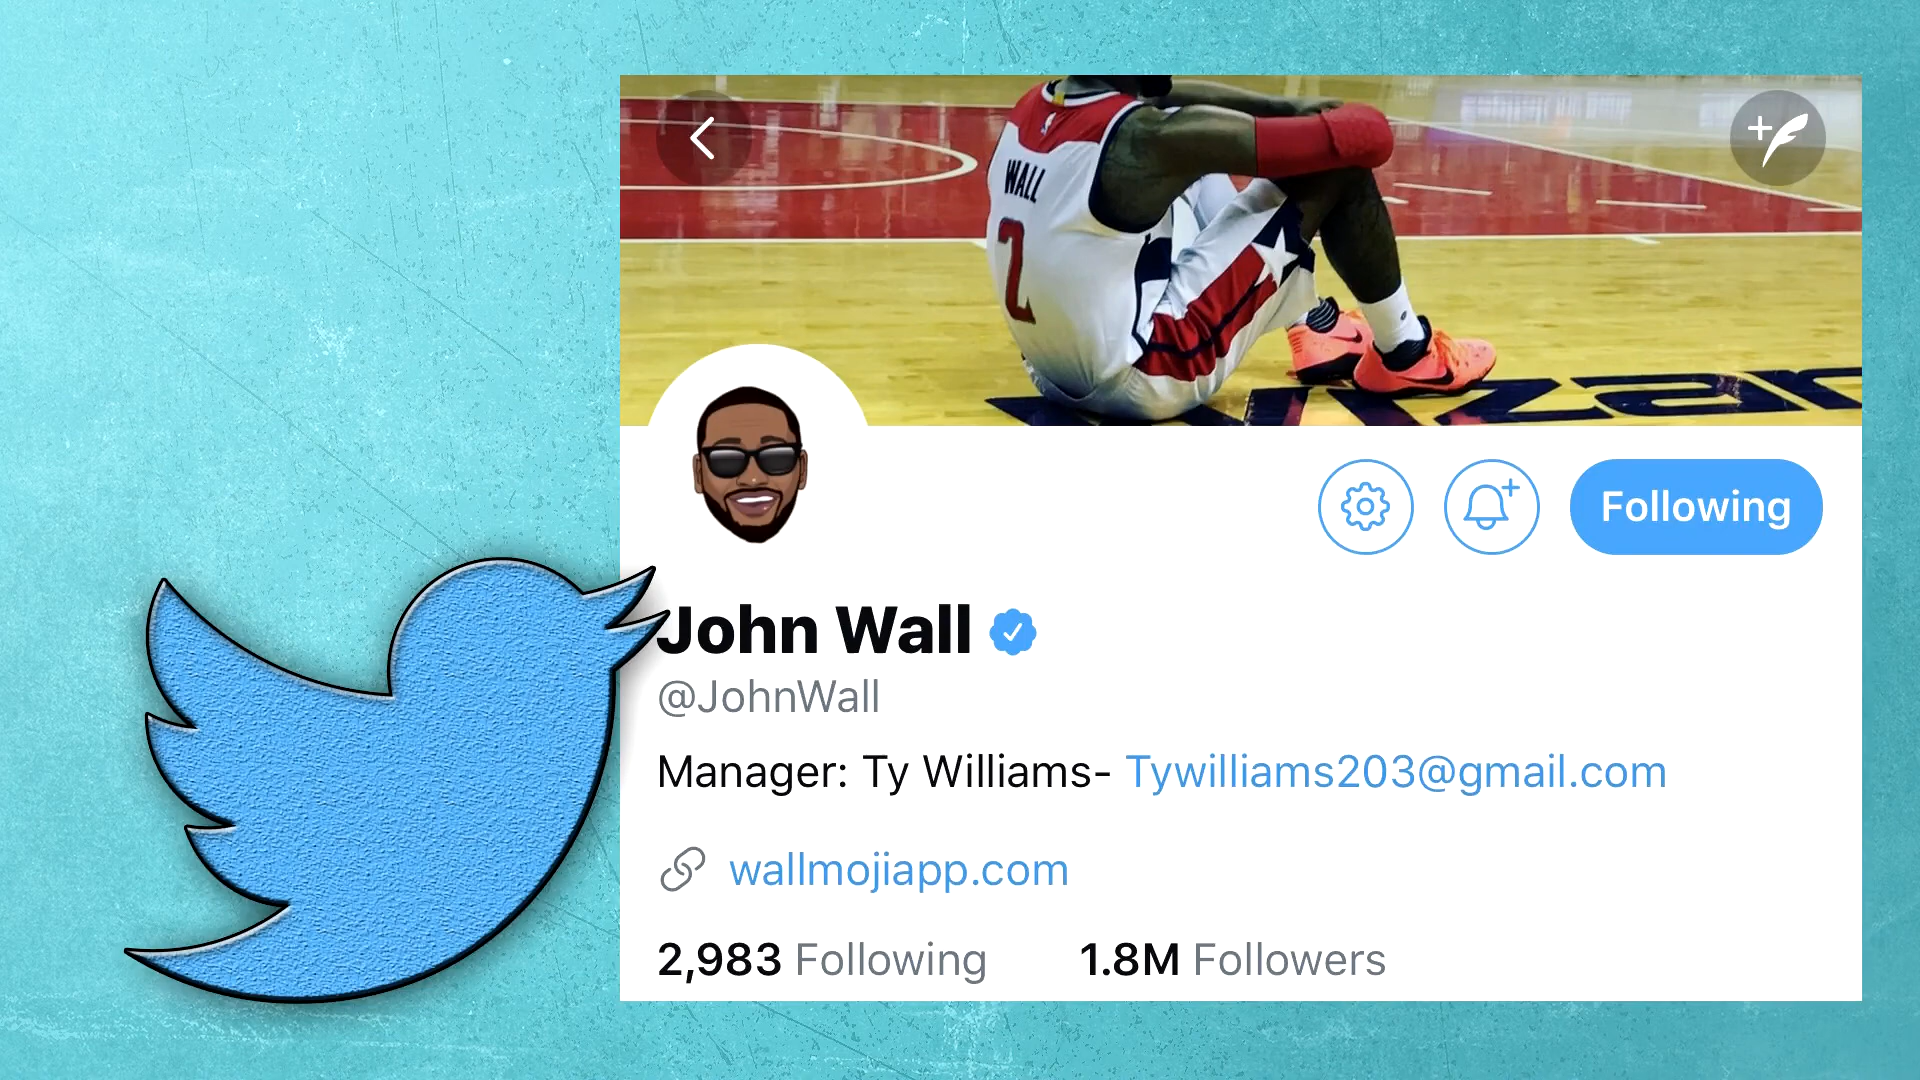 WALL
2
Following
John Wall
@JohnWall
Manager: Ty Williams- Tywilliams203@gmail.com
wallmojiapp.com
2,983 Following 1.8M Followers